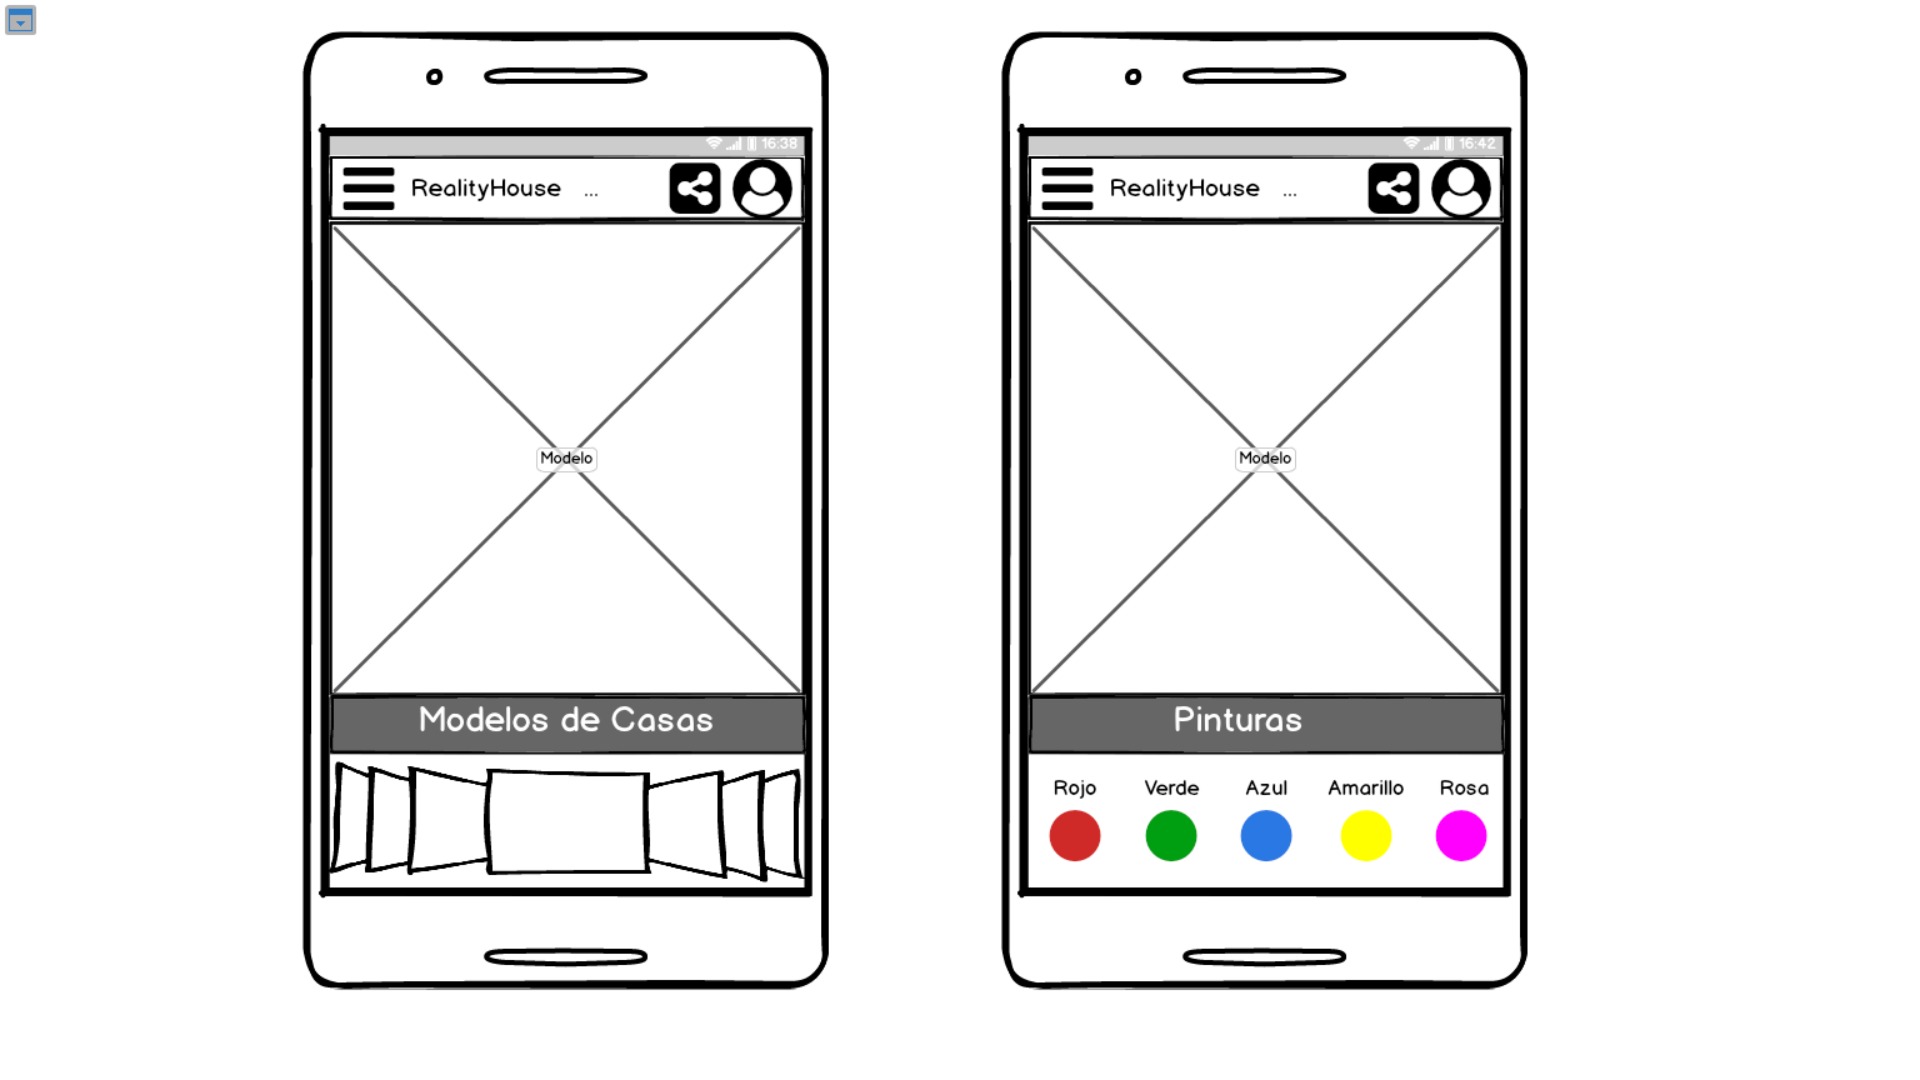 16:38
RealityHouse ...
Modelo
Modelos de Casas
16:42
RealityHouse ...
Modelo
Pinturas
Rojo Verde Azul Amarillo Rosa